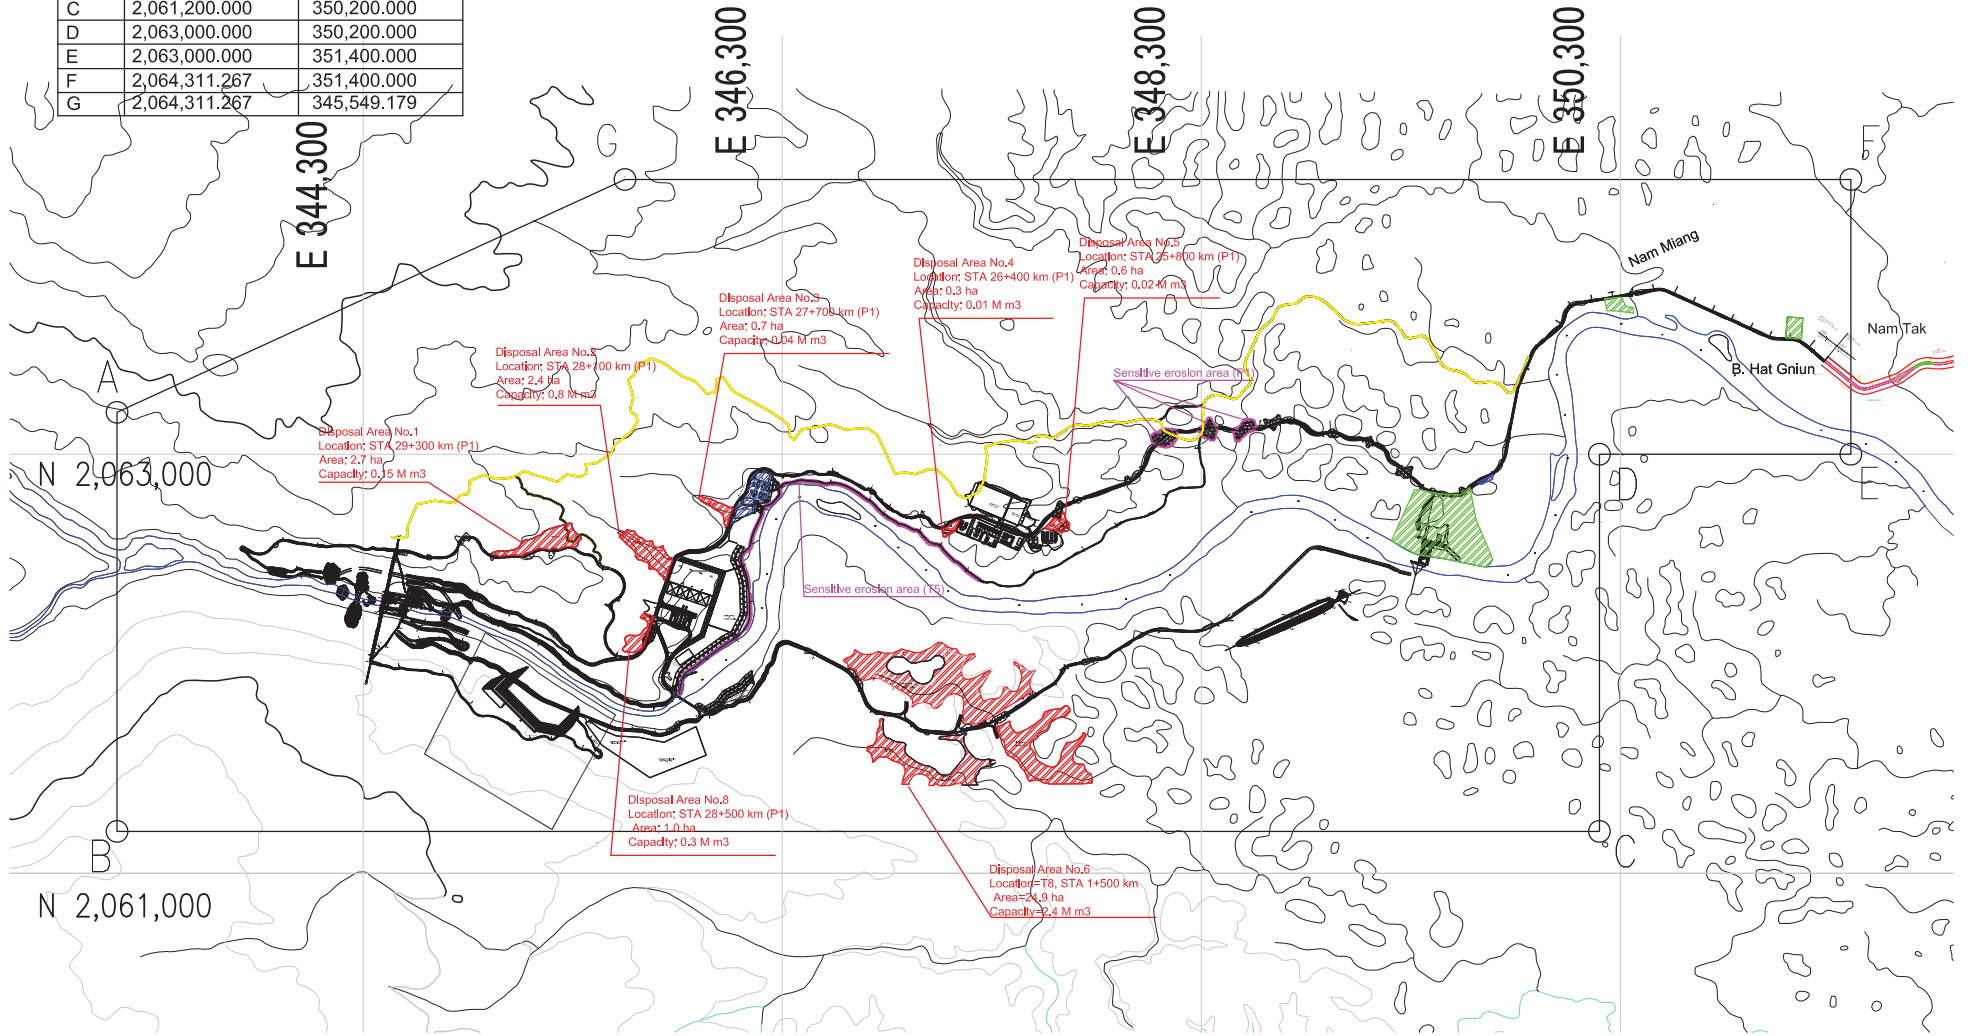 C 2,061,200.000 350,200.000
D 2,063,000.000 350,200.000
E 2,063,000.000 351,400.000
F 2,064,311.267 351,400.000
G 2,064,311.267 345,549.179
E 344,300
E 346,300
E 348,300
E 350,300
G
F
Nam Miang
Disposal Area No.5
Location; STA 25+800 km (P1)
Area; 0.6 ha
Capacity; 0.02 M m3
Disposal Area No.4
Location; STA 26+400 km (P1)
Area; 0.3 ha
Capacity; 0.01 M m3
Disposal Area No.3
Location; STA 27+700 km (P1)
Area; 0.7 ha
Capacity; 0.04 M m3
Nam Tak
Disposal Area No.2
Location; STA 28+100 km (P1)
Area; 2.4 ha
Capacity; 0.8 M m3
B. Hat Gniun
Sensitive erosion area (P1)
A
Disposal Area No.1
Location; STA 29+300 km (P1)
Area; 2.7 ha
Capacity; 0.15 M m3
N 2,063,000
D
E
Sensitive erosion area (T5)
Disposal Area No.8
Location; STA 28+500 km (P1)
Area; 1.0 ha
Capacity; 0.3 M m3
B
C
Disposal Area No.6
Location=T8, STA 1+500 km
Area=24.9 ha
Capacity=2.4 M m3
N 2,061,000